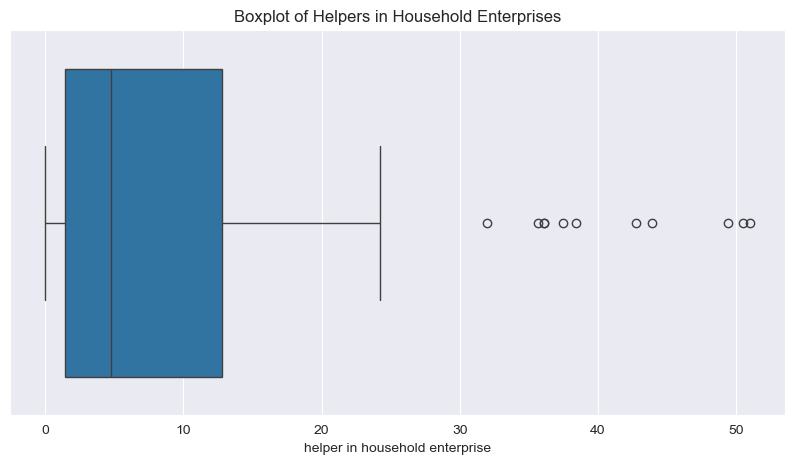 Boxplot of Helpers in Household Enterprises
0 10 20 30 40 50
helper in household enterprise